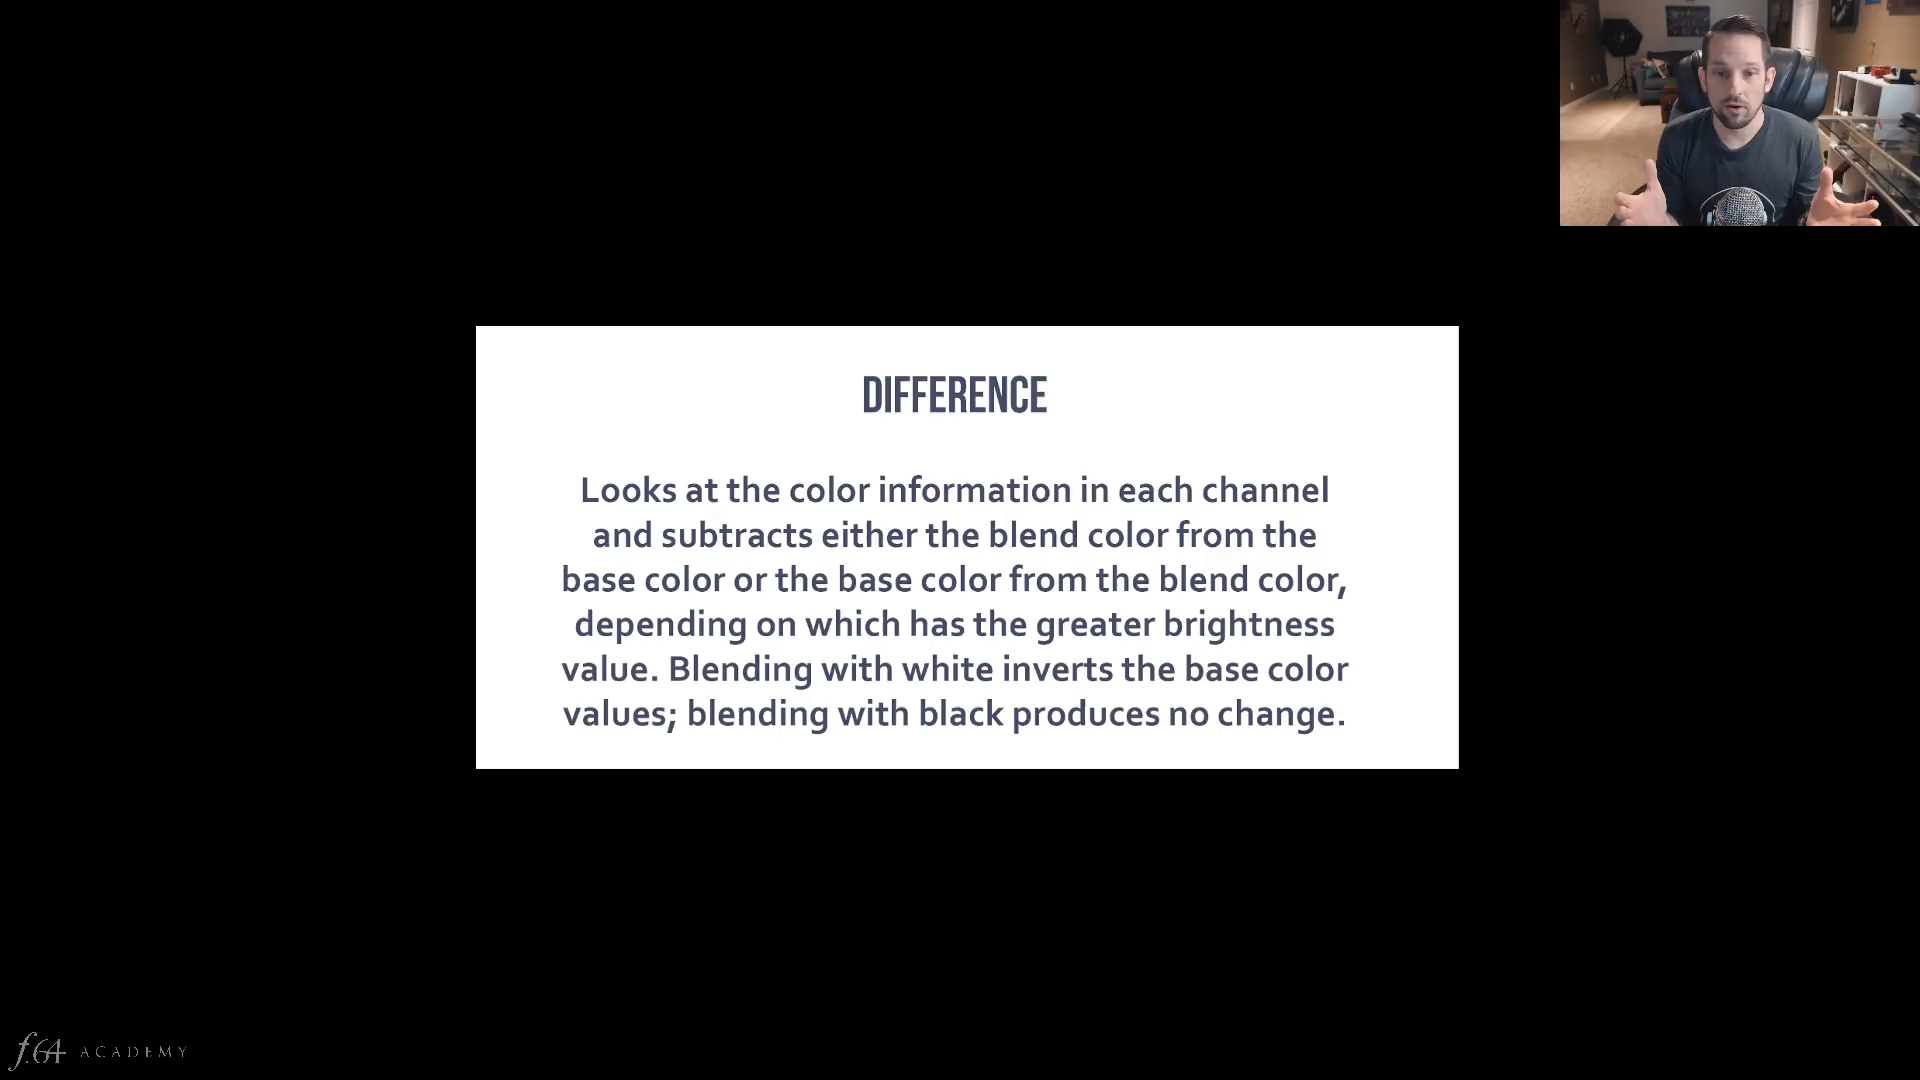 DIFFERENCE
Looks at the color information in each channel
and subtracts either the blend color from the
base color or the base color from the blend color,
depending on which has the greater brightness
value. Blending with white inverts the base color
values; blending with black produces no change.
f.64 ACADEMY